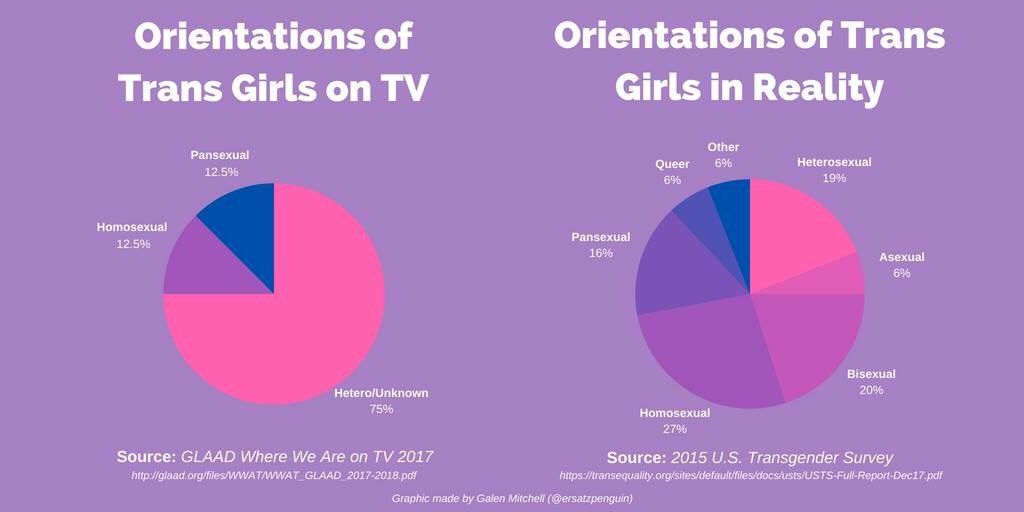 Orientations of
Trans Girls on TV
Pansexual
12.5%
Homosexual
12.5%
Hetero/Unknown
75%
Source: GLAAD Where We Are on TV 2017
http://glaad.org/files/WWAT/WWAT_GLAAD_2017-2018.pdf
Orientations of Trans
Girls in Reality
Other
6%
Queer
6%
Heterosexual
19%
Pansexual
16%
Asexual
6%
Bisexual
20%
Homosexual
27%
Source: 2015 U.S. Transgender Survey
https://transequality.org/sites/default/files/docs/usts/USTS-Full-Report-Dec17.pdf
Graphic made by Galen Mitchell (@ersatzpenguin)